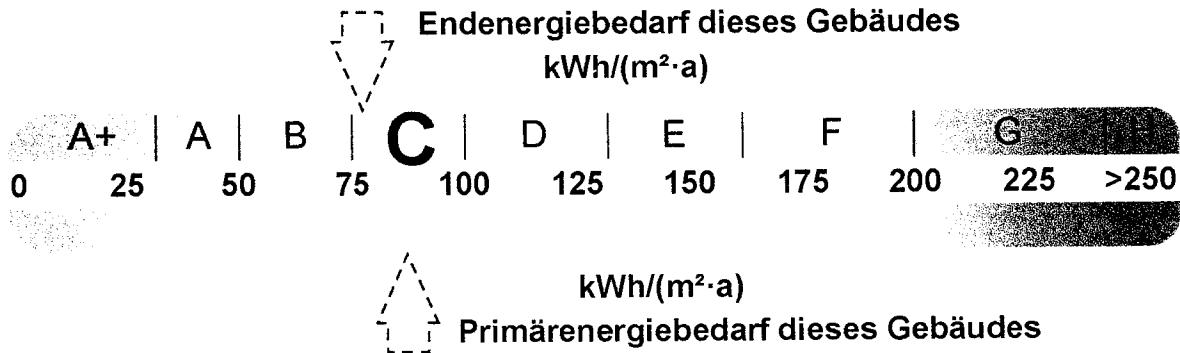 Endenergiebedarf dieses Gebäudes
kWh/(m²·a)
A+ | A | B | C | D | E | F | G | H
0 25 50 75 100 125 150 175 200 225 >250
kWh/(m²·a)
Primärenergiebedarf dieses Gebäudes